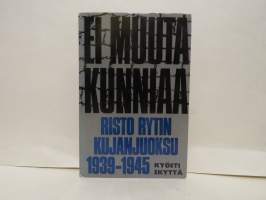 EI MUUTA
KUNNIAA
RISTO RYTIN
KUJANJUOKSU
1939-1945
KYÖSTI
SKYTTÄ